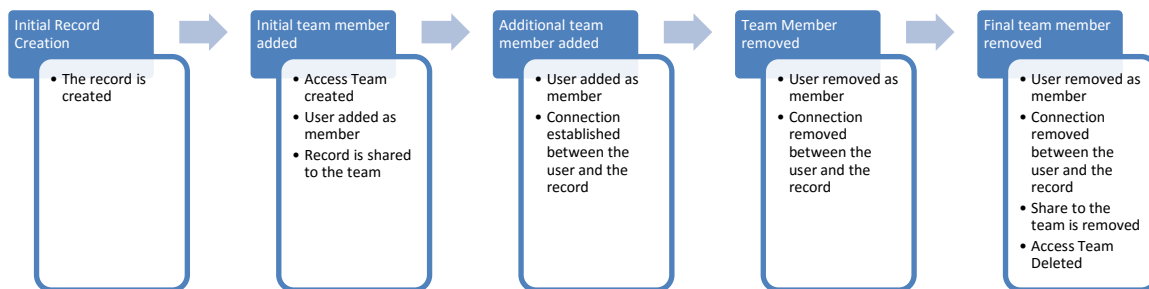 Initial Record
Creation
• The record is
created
Initial team member
added
• Access Team
created
• User added as
member
• Record is shared
to the team
Additional team
member added
• User added as
member
• Connection
established
between the
user and the
record
Team Member
removed
• User removed as
member
• Connection
removed
between the
user and the
record
Final team member
removed
• User removed as
member
• Connection
removed
between the
user and the
record
• Share to the
team is removed
• Access Team
Deleted